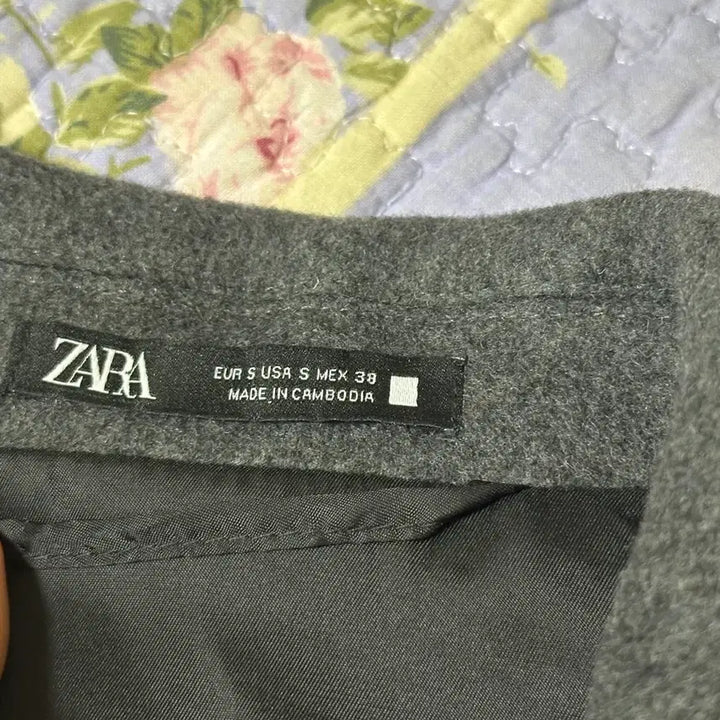 ZARA
EUR S USA S MEX 38
MADE IN CAMBODIA